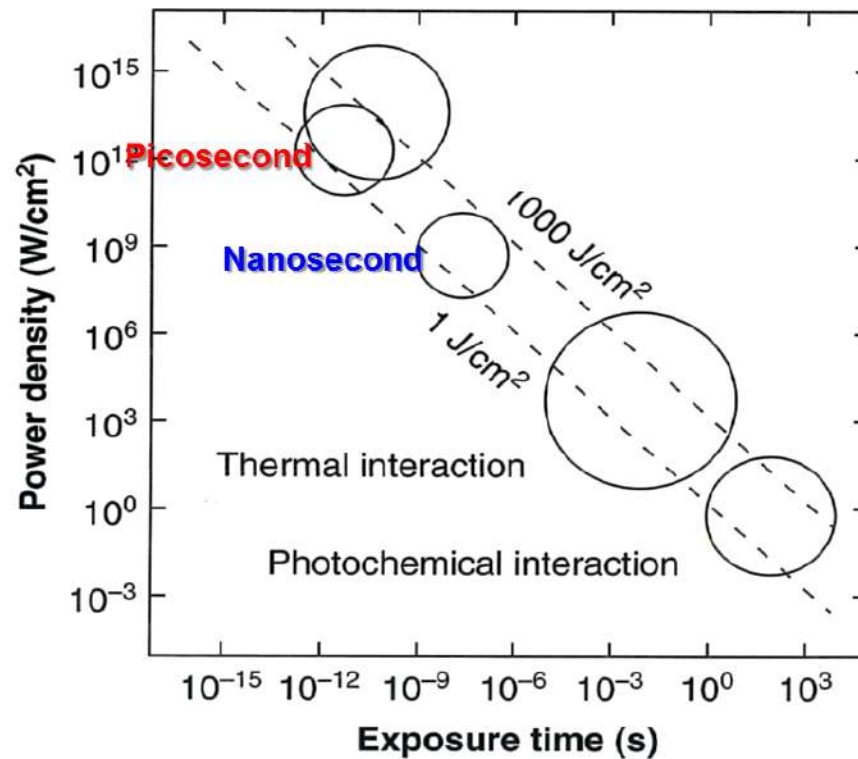 Power density (W/cm²)
10¹⁵
10¹²
10⁹
10⁶
10³
10⁰
10⁻³
Picosecond
Nanosecond
1000 J/cm²
1 J/cm²
Thermal interaction
Photochemical interaction
10⁻¹⁵ 10⁻¹² 10⁻⁹ 10⁻⁶ 10⁻³ 10⁰ 10³
Exposure time (s)